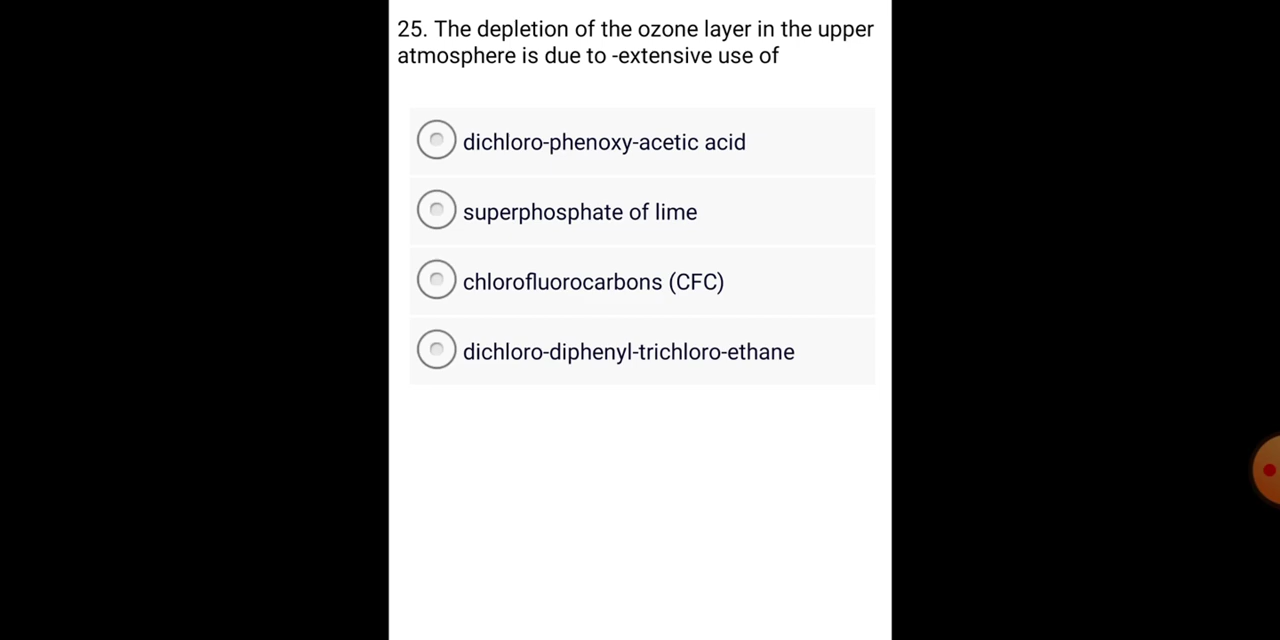 25. The depletion of the ozone layer in the upper
atmosphere is due to -extensive use of
dichloro-phenoxy-acetic acid
superphosphate of lime
chlorofluorocarbons (CFC)
dichloro-diphenyl-trichloro-ethane